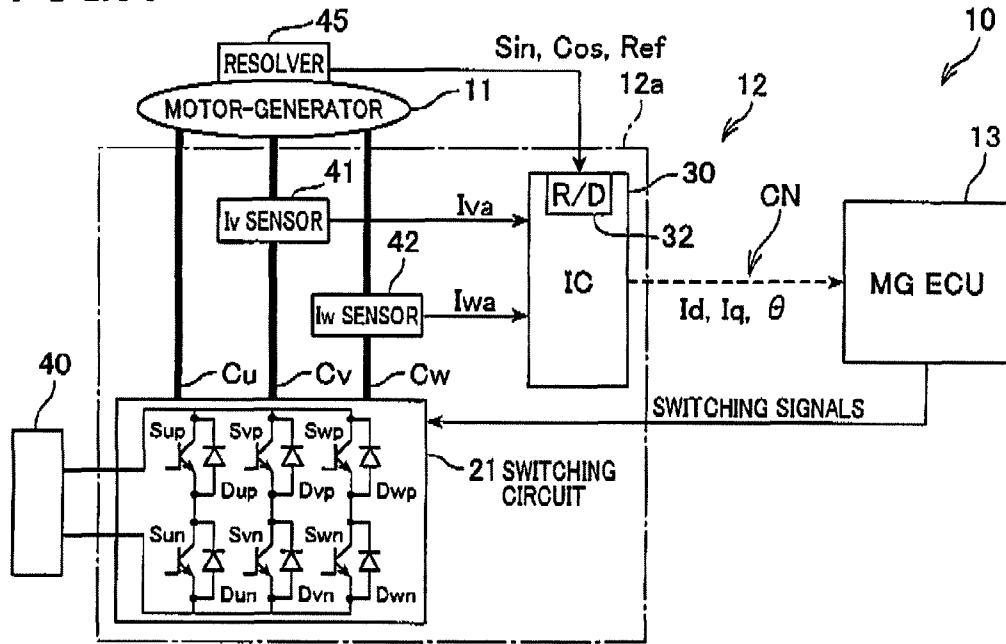 45
RESOLVER
Sin, Cos, Ref
10
MOTOR-GENERATOR
11
12a
12
13
41
Iv SENSOR
Iva
R/D
30
32
CN
42
Iw SENSOR
Iwa
IC
Id, Iq, θ
MG ECU
40
Cu
Cv
Cw
SWITCHING SIGNALS
Sup
Svp
Swp
21 SWITCHING
CIRCUIT
Dup
Dvp
Dwp
Sun
Svn
Swn
Dun
Dvn
Dwn